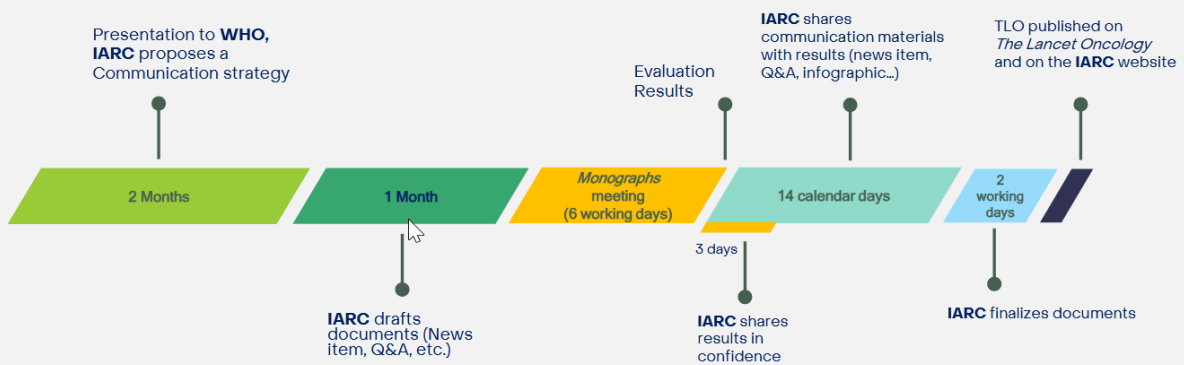 Presentation to WHO,
IARC proposes a
Communication strategy
Evaluation
Results
IARC shares
communication materials
with results (news item,
Q&A, infographic...)
TLO published on
The Lancet Oncology
and on the IARC website
2 Months
1 Month
Monographs
meeting
(6 working days)
14 calendar days
2
working
days
3 days
IARC drafts
documents (News
item, Q&A, etc.)
IARC shares
results in
confidence
IARC finalizes documents